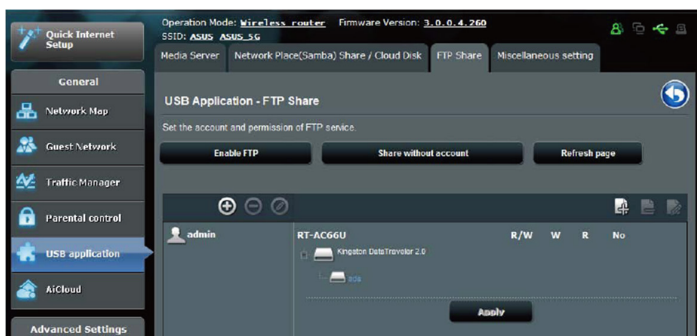 Operation Mode: Wireless router Firmware Version: 3.0.0.4.260
SSID: ASUS ASUS_5G
Quick Internet
Setup
General
Network Map
Guest Network
Traffic Manager
Parental control
USB application
AiCloud
Advanced Settings
Media Server Network Place(Samba) Share / Cloud Disk FTP Share Miscellaneous setting
USB Application - FTP Share
Set the account and permission of FTP service.
Enable FTP Share without account Refresh page
admin RT-AC66U R/W W R No
Kingston DataTraveler 2.0
Apply